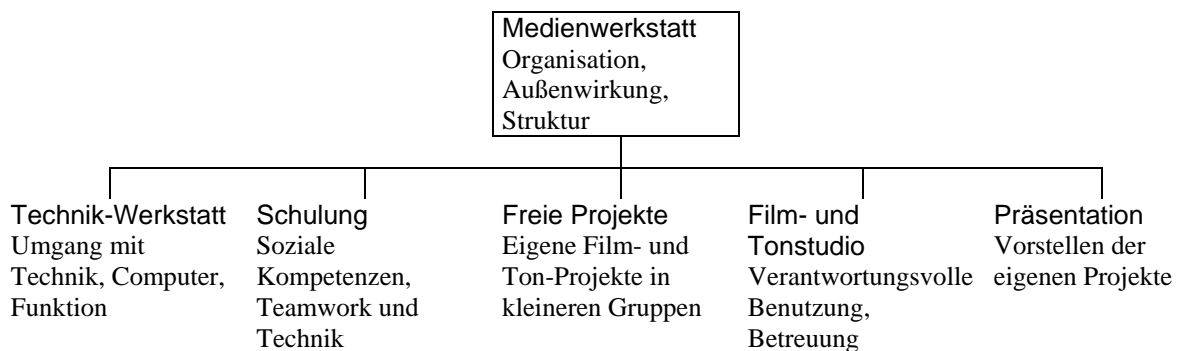 Medienwerkstatt
Organisation,
Außenwirkung,
Struktur
Technik-Werkstatt
Umgang mit
Technik, Computer,
Funktion
Schulung
Soziale
Kompetenzen,
Teamwork und
Technik
Freie Projekte
Eigene Film- und
Ton-Projekte in
kleineren Gruppen
Film- und
Tonstudio
Verantwortungsvolle
Benutzung,
Betreuung
Präsentation
Vorstellen der
eigenen Projekte